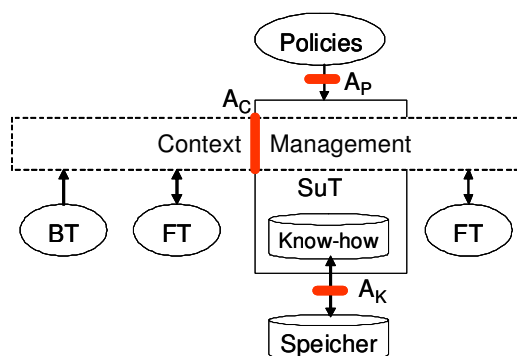 Policies
A_P
A_C
Context Management
SuT
BT
FT
Know-how
FT
A_K
Speicher